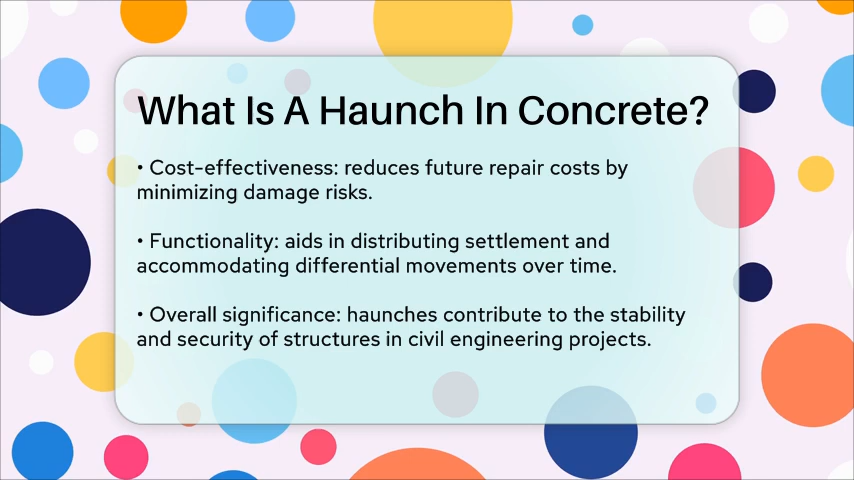 What Is A Haunch In Concrete?
• Cost-effectiveness: reduces future repair costs by
minimizing damage risks.
• Functionality: aids in distributing settlement and
accommodating differential movements over time.
• Overall significance: haunches contribute to the stability
and security of structures in civil engineering projects.